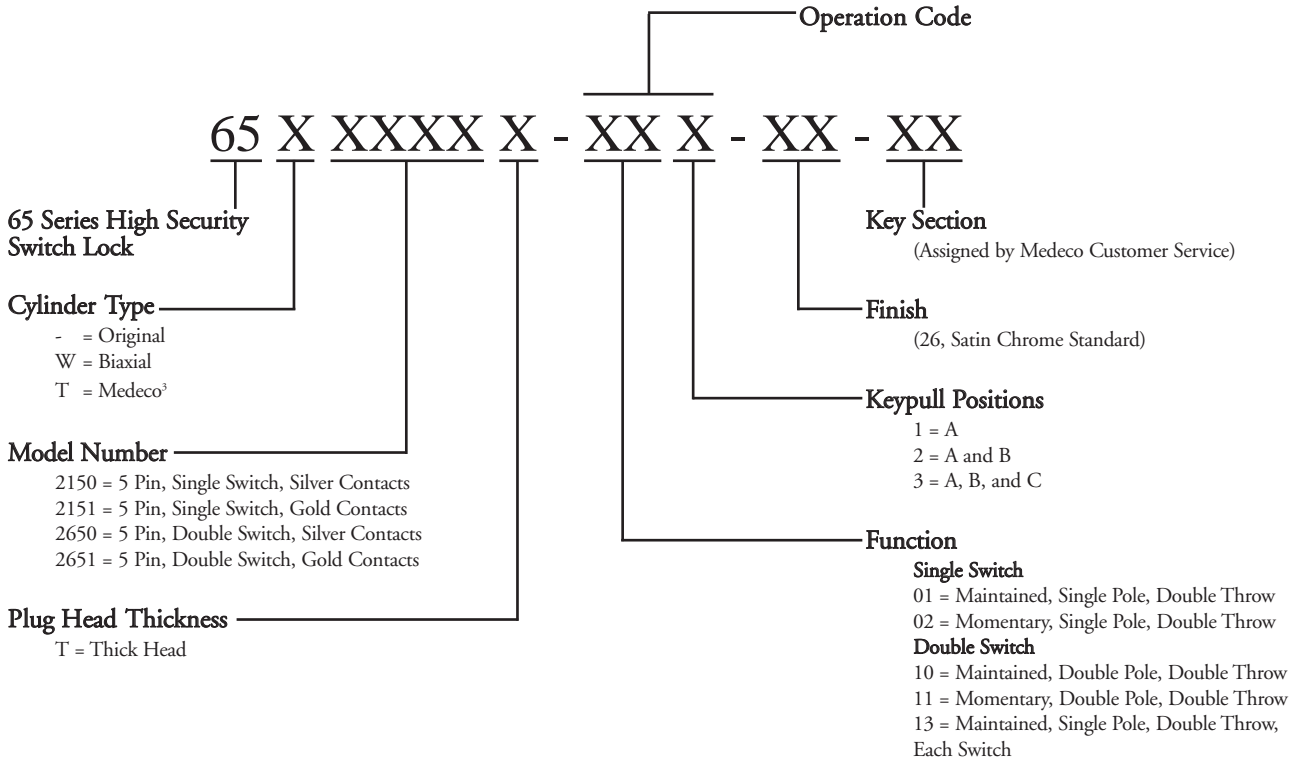 Operation Code
65 X XXXX X - XX X - XX - XX
65 Series High Security
Switch Lock
Cylinder Type
- = Original
W = Biaxial
T = Medeco³
Model Number
2150 = 5 Pin, Single Switch, Silver Contacts
2151 = 5 Pin, Single Switch, Gold Contacts
2650 = 5 Pin, Double Switch, Silver Contacts
2651 = 5 Pin, Double Switch, Gold Contacts
Plug Head Thickness
T = Thick Head
Key Section
(Assigned by Medeco Customer Service)
Finish
(26, Satin Chrome Standard)
Keypull Positions
1 = A
2 = A and B
3 = A, B, and C
Function
Single Switch
01 = Maintained, Single Pole, Double Throw
02 = Momentary, Single Pole, Double Throw
Double Switch
10 = Maintained, Double Pole, Double Throw
11 = Momentary, Double Pole, Double Throw
13 = Maintained, Single Pole, Double Throw,
Each Switch